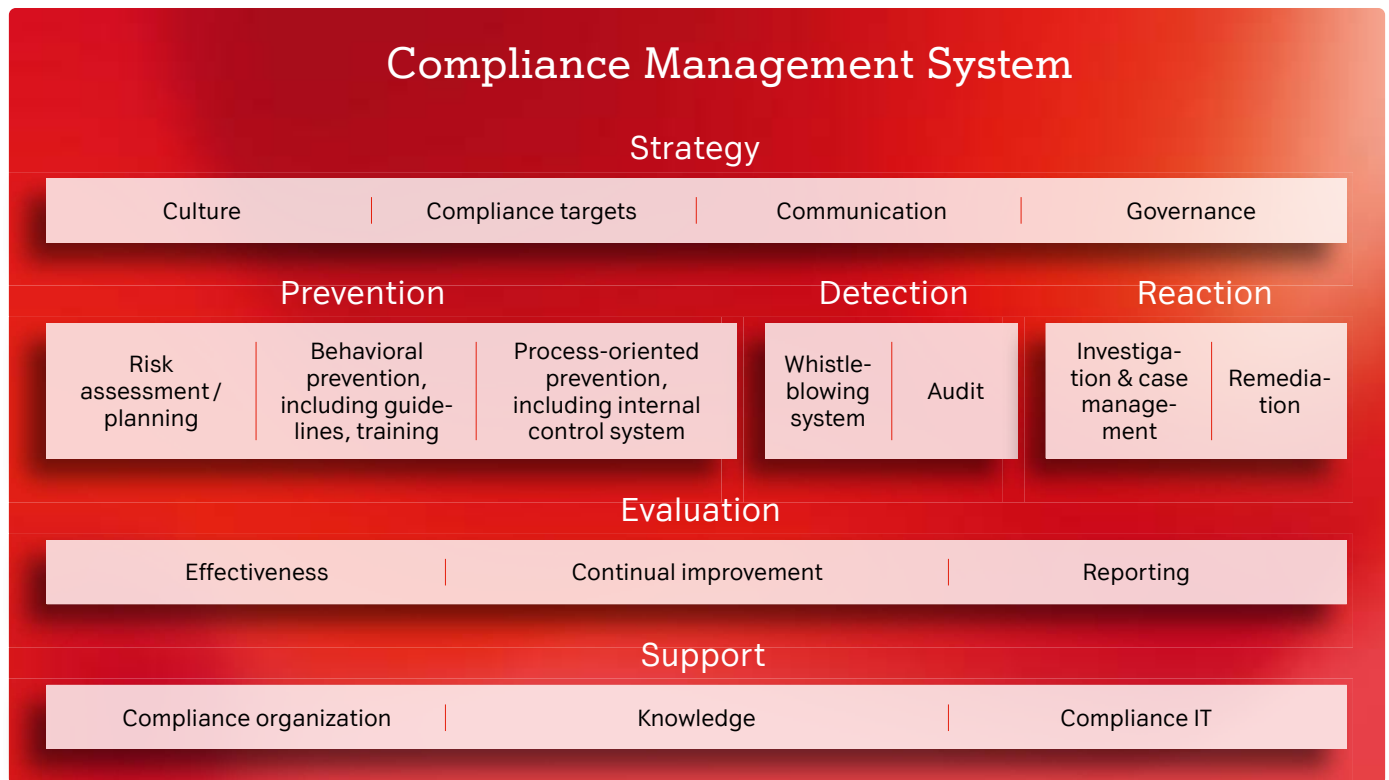 Compliance Management System
Strategy
Culture
Compliance targets
Communication
Governance
Prevention
Risk
assessment/
planning
Behavioral
prevention,
including guide-
lines, training
Process-oriented
prevention,
including internal
control system
Detection
Whistle-
blowing
system
Audit
Reaction
Investiga-
tion & case
manage-
ment
Remedia-
tion
Evaluation
Effectiveness
Continual improvement
Reporting
Support
Compliance organization
Knowledge
Compliance IT